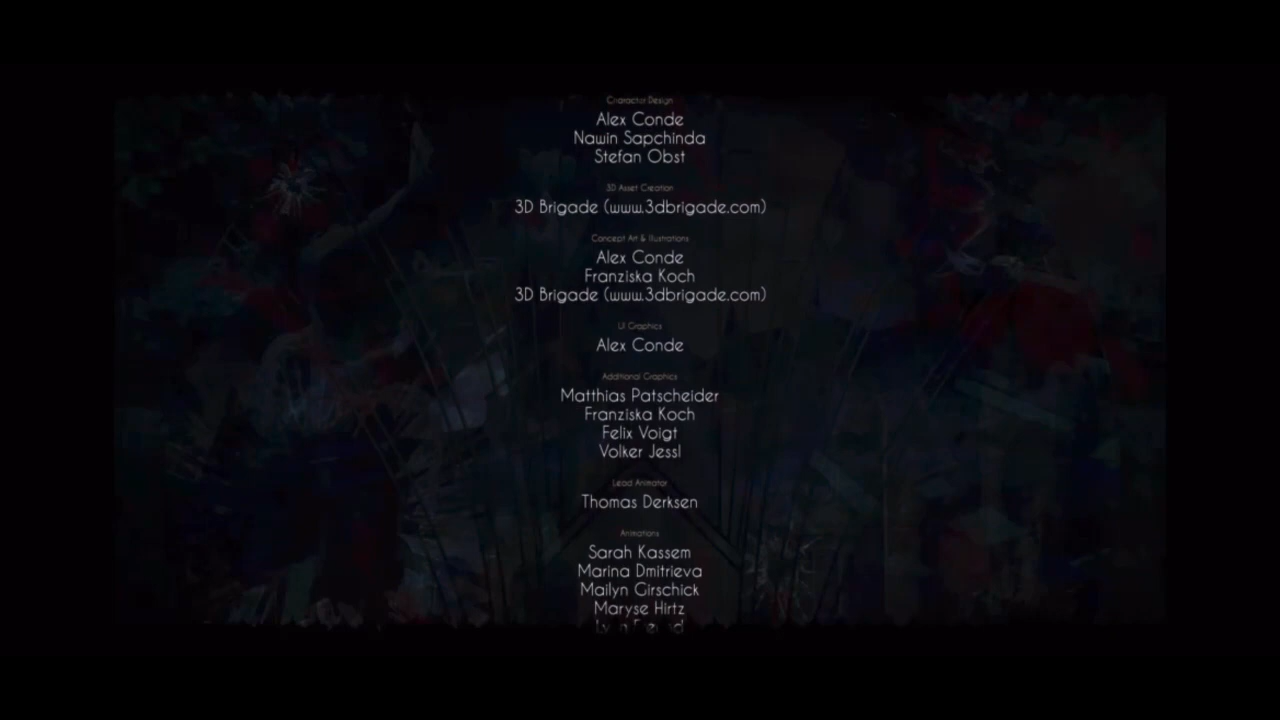 Character Design
Alex Conde
Nawin Sapchinda
Stefan Obst
3D Asset Creation
3D Brigade (www.3dbrigade.com)
Concept Art & Illustrations
Alex Conde
Franziska Koch
3D Brigade (www.3dbrigade.com)
UI Graphics
Alex Conde
Additional Graphics
Matthias Patscheider
Franziska Koch
Felix Voigt
Volker Jessl
Lead Animator
Thomas Derksen
Animations
Sarah Kassem
Marina Dmitrieva
Mailyn Girschick
Maryse Hirtz